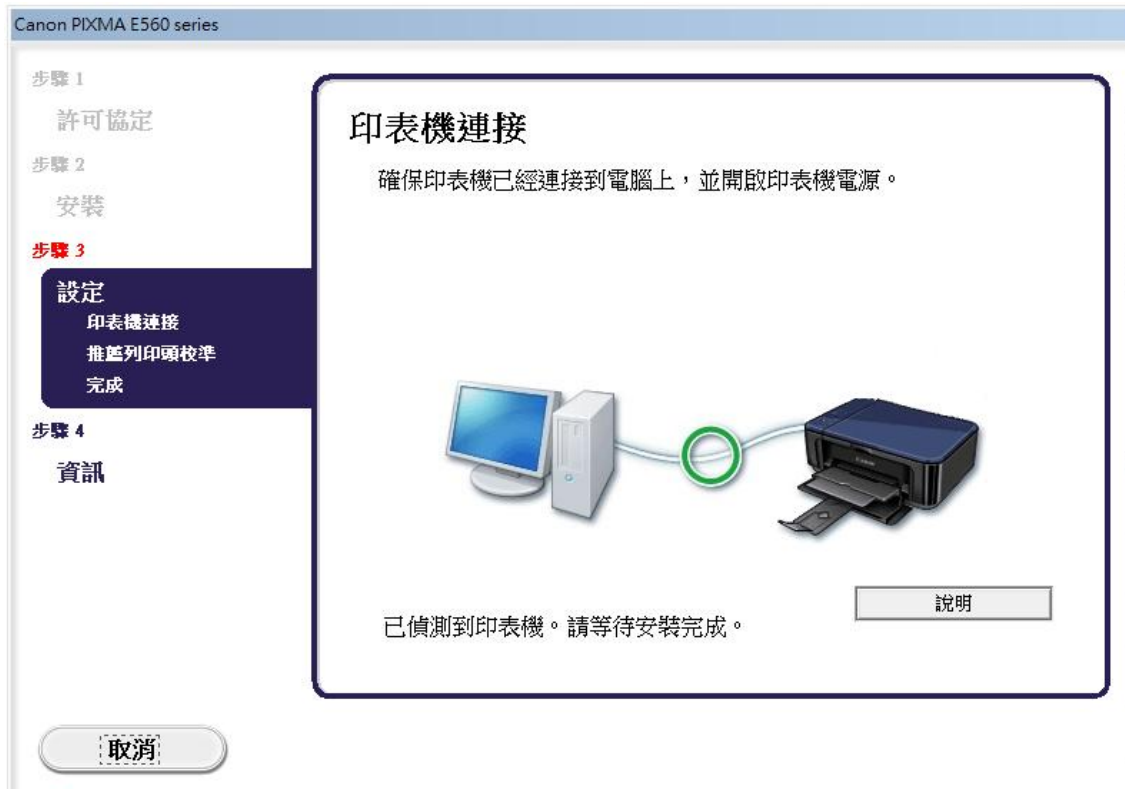 Canon PIXMA E560 series
步驟 1
許可協定
步驟 2
安裝
步驟 3
設定
印表機連接
推薦列印頭校準
完成
步驟 4
資訊
印表機連接
確保印表機已經連接到電腦上，並開啟印表機電源。
已偵測到印表機。請等待安裝完成。
說明
取消